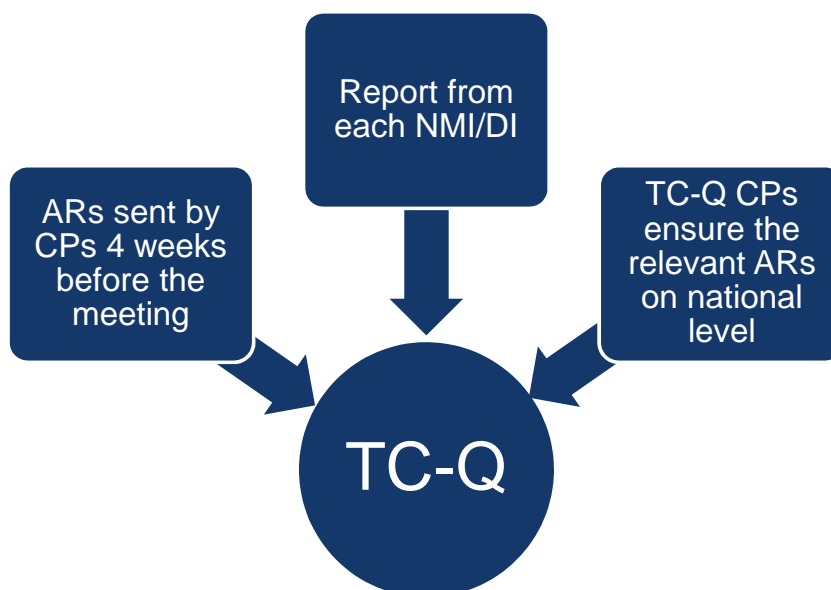 Report from
each NMI/DI
ARs sent by
CPs 4 weeks
before the
meeting
TC-Q CPs
ensure the
relevant ARs
on national
level
TC-Q